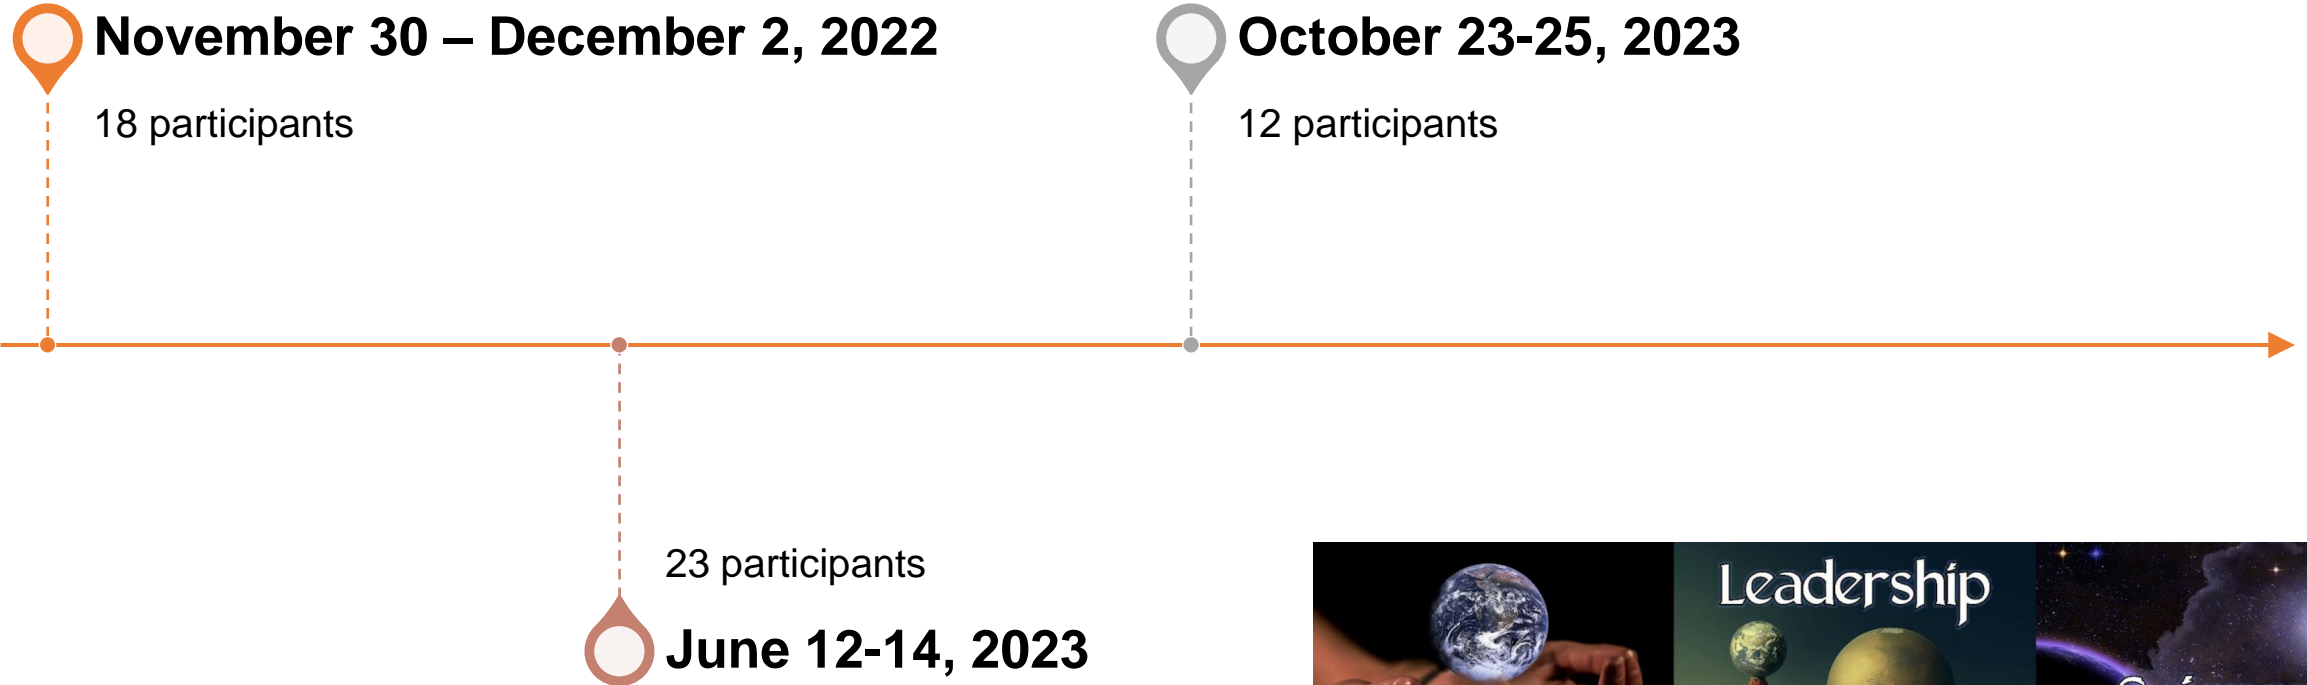 November 30 – December 2, 2022
18 participants
October 23-25, 2023
12 participants
23 participants
June 12-14, 2023
Leadership